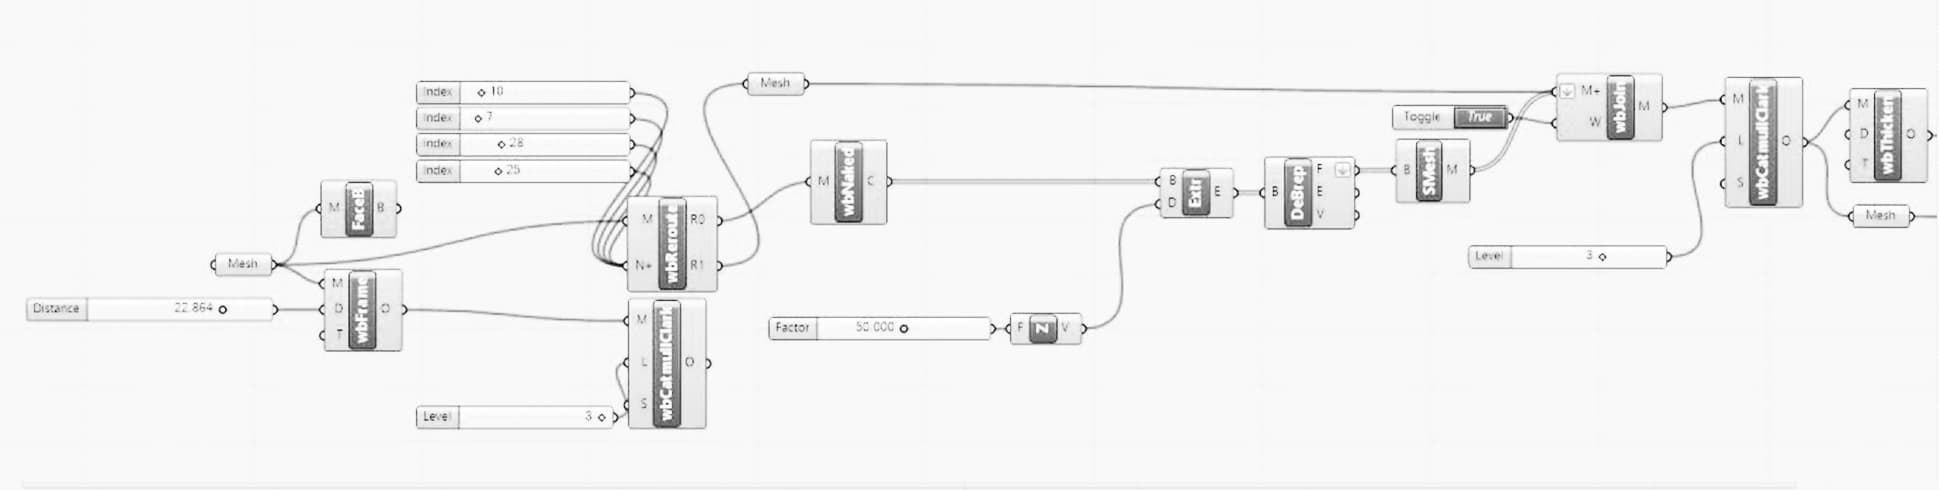 Mesh
Distance 22.864
M FaceB B
M wbFrame O
D
T
Index 10
Index 7
Index 28
Index 25
M wbReroute R0
N+ R1
M wbCatmullClark O
L
S
Level 3
Mesh
M wbNaked C
Factor 50.000
F Z V
B Extr E
D
B DeBrep F
E
V
Toggle True
B SMesh M
M+ wbJoin M
W
Level 3
M wbCatmullClark O
L
S
M wbThicken O
D
T
Mesh